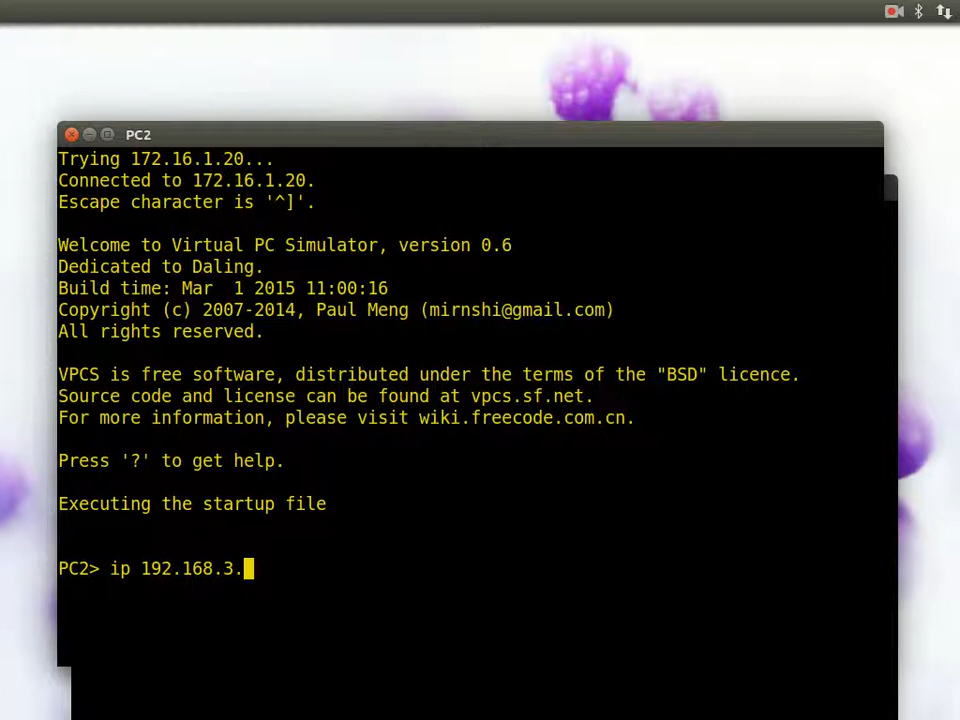 PC2
Trying 172.16.1.20...
Connected to 172.16.1.20.
Escape character is '^]'.
Welcome to Virtual PC Simulator, version 0.6
Dedicated to Daling.
Build time: Mar  1 2015 11:00:16
Copyright (c) 2007-2014, Paul Meng (mirnshi@gmail.com)
All rights reserved.
VPCS is free software, distributed under the terms of the "BSD" licence.
Source code and license can be found at vpcs.sf.net.
For more information, please visit wiki.freecode.com.cn.
Press '?' to get help.
Executing the startup file
PC2> ip 192.168.3.